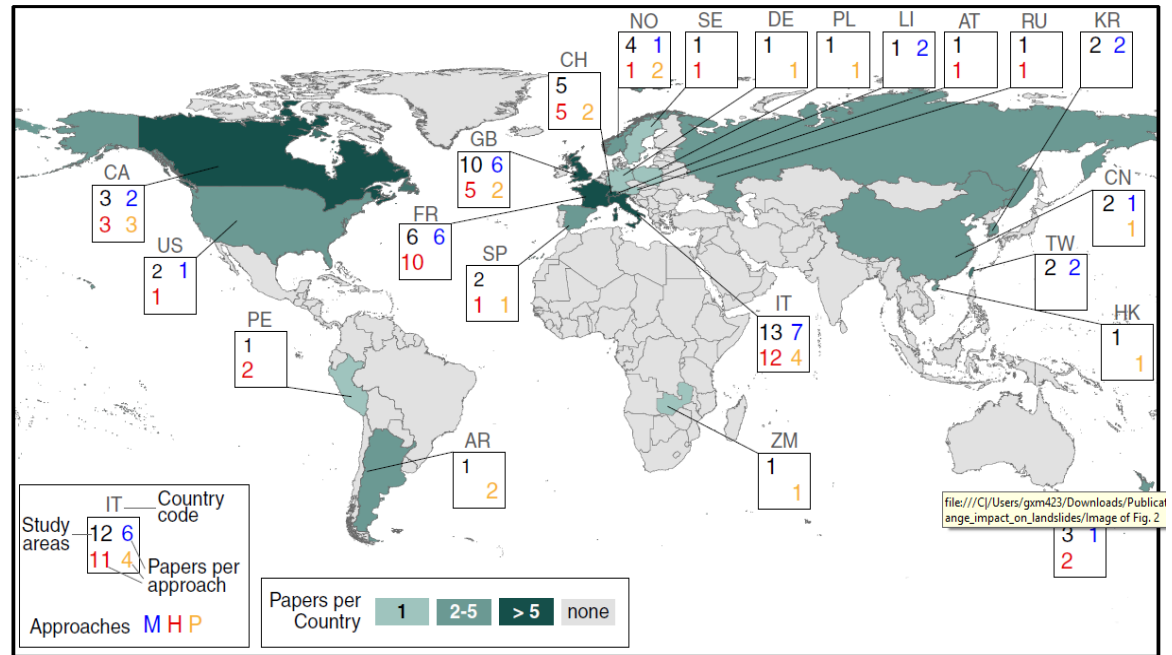 NO
4 1
1 2
SE
1
1
DE
1
1
PL
1
1
LI
1 2
AT
1
1
RU
1
1
KR
2 2
CH
5
5 2
GB
10 6
5 2
CA
3 2
3 3
FR
6 6
10
US
2 1
1
SP
2
1 1
CN
2 1
1
TW
2 2
IT
13 7
12 4
HK
1
1
PE
1
2
AR
1
2
ZM
1
1
file:///C|/Users/gxm423/Downloads/Publicat
ange_impact_on_landslides/Image of Fig. 2
3 1
2
IT
Country
code
Study
areas
12 6
11 4
Papers per
approach
Approaches M H P
Papers per
Country
1
2-5
> 5
none